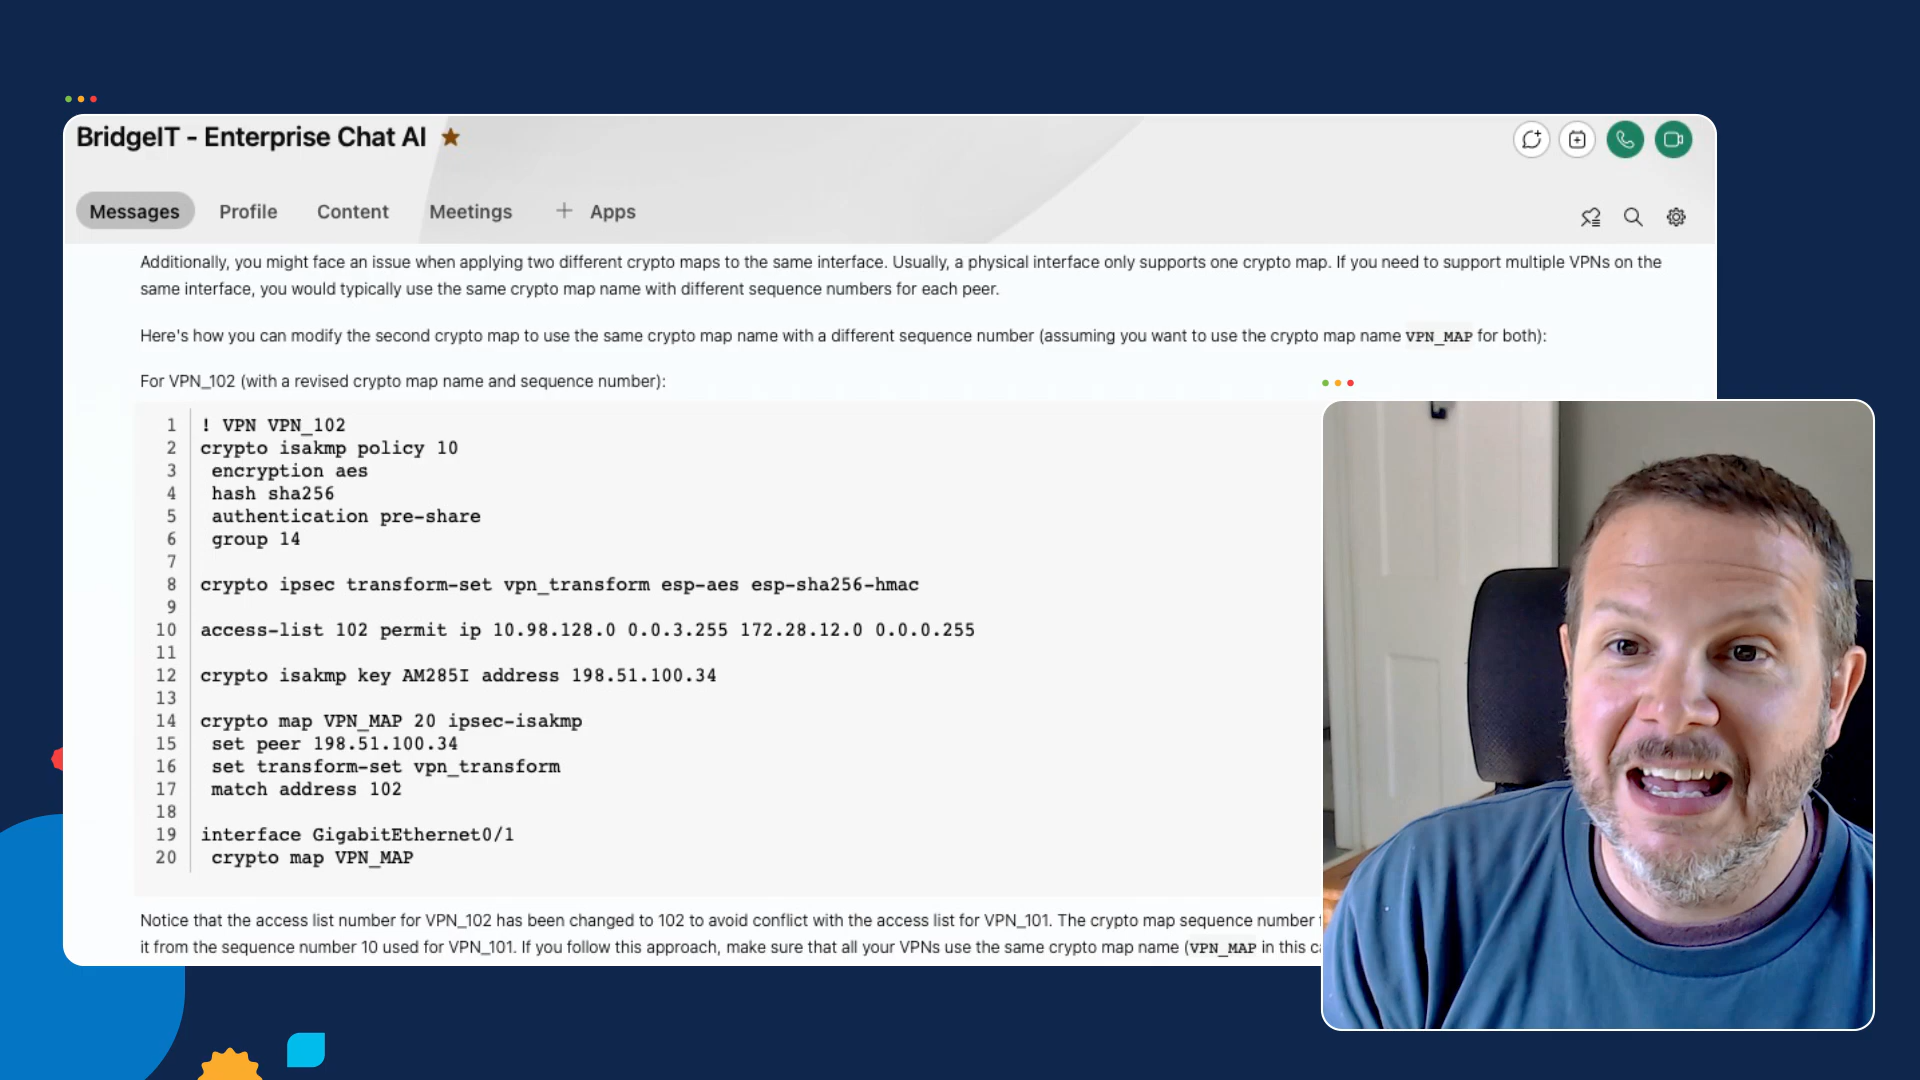 BridgeIT - Enterprise Chat AI
Messages Profile Content Meetings + Apps
Additionally, you might face an issue when applying two different crypto maps to the same interface. Usually, a physical interface only supports one crypto map. If you need to support multiple VPNs on the
same interface, you would typically use the same crypto map name with different sequence numbers for each peer.
Here's how you can modify the second crypto map to use the same crypto map name with a different sequence number (assuming you want to use the crypto map name VPN_MAP for both):
For VPN_102 (with a revised crypto map name and sequence number):
1 ! VPN VPN_102
2 crypto isakmp policy 10
3 encryption aes
4 hash sha256
5 authentication pre-share
6 group 14
7
8 crypto ipsec transform-set vpn_transform esp-aes esp-sha256-hmac
9
10 access-list 102 permit ip 10.98.128.0 0.0.3.255 172.28.12.0 0.0.0.255
11
12 crypto isakmp key AM285I address 198.51.100.34
13
14 crypto map VPN_MAP 20 ipsec-isakmp
15 set peer 198.51.100.34
16 set transform-set vpn_transform
17 match address 102
18
19 interface GigabitEthernet0/1
20 crypto map VPN_MAP
Notice that the access list number for VPN_102 has been changed to 102 to avoid conflict with the access list for VPN_101. The crypto map sequence number
it from the sequence number 10 used for VPN_101. If you follow this approach, make sure that all your VPNs use the same crypto map name (VPN_MAP in this